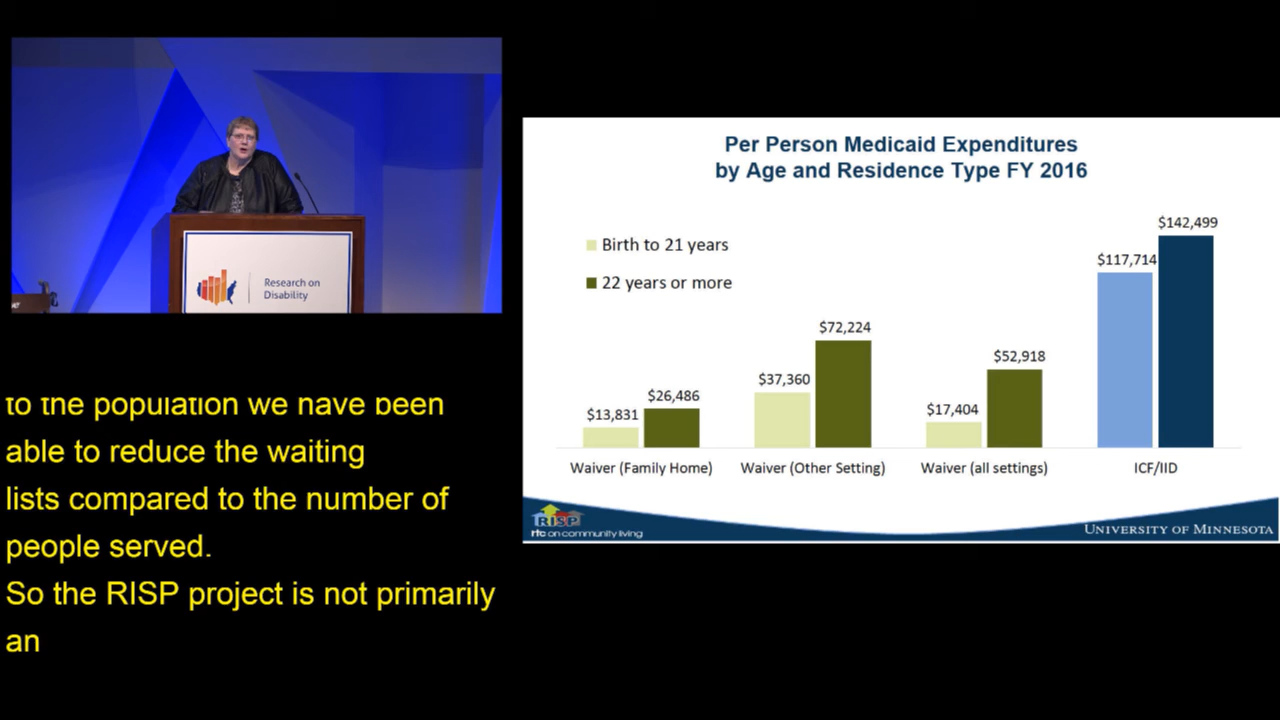 Research on
Disability
to the population we have been
able to reduce the waiting
lists compared to the number of
people served.
So the RISP project is not primarily
an
Per Person Medicaid Expenditures
by Age and Residence Type FY 2016
Birth to 21 years
22 years or more
$13,831
$26,486
$37,360
$72,224
$17,404
$52,918
$117,714
$142,499
Waiver (Family Home)
Waiver (Other Setting)
Waiver (all settings)
ICF/IID
RISP
rtc on community living
UNIVERSITY OF MINNESOTA